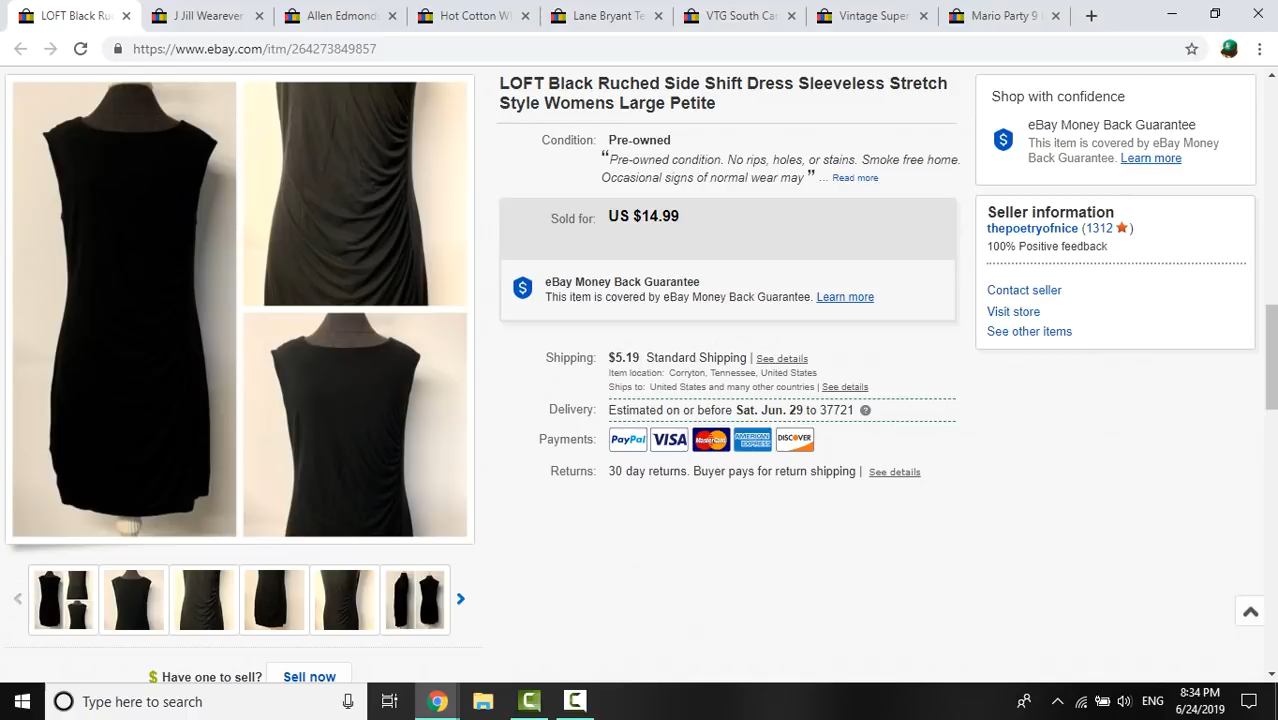 LOFT Black Ru
J Jill Wearever
Allen Edmond
Hot Cotton W
Lane Bryant Te
VTG South Ca
Vintage Super
Mario Party 9
https://www.ebay.com/itm/264273849857
LOFT Black Ruched Side Shift Dress Sleeveless Stretch
Style Womens Large Petite
Condition: Pre-owned
“Pre-owned condition. No rips, holes, or stains. Smoke free home.
Occasional signs of normal wear may ” ... Read more
Sold for: US $14.99
eBay Money Back Guarantee
This item is covered by eBay Money Back Guarantee. Learn more
Shipping: $5.19 Standard Shipping | See details
Item location: Corryton, Tennessee, United States
Ships to: United States and many other countries | See details
Delivery: Estimated on or before Sat. Jun. 29 to 37721
Payments: PayPal VISA MasterCard AMERICAN EXPRESS DISCOVER
Returns: 30 day returns. Buyer pays for return shipping | See details
Shop with confidence
eBay Money Back Guarantee
This item is covered by eBay Money
Back Guarantee. Learn more
Seller information
thepoetryofnice (1312 )
100% Positive feedback
Contact seller
Visit store
See other items
$ Have one to sell? Sell now
Type here to search
ENG
8:34 PM
6/24/2019